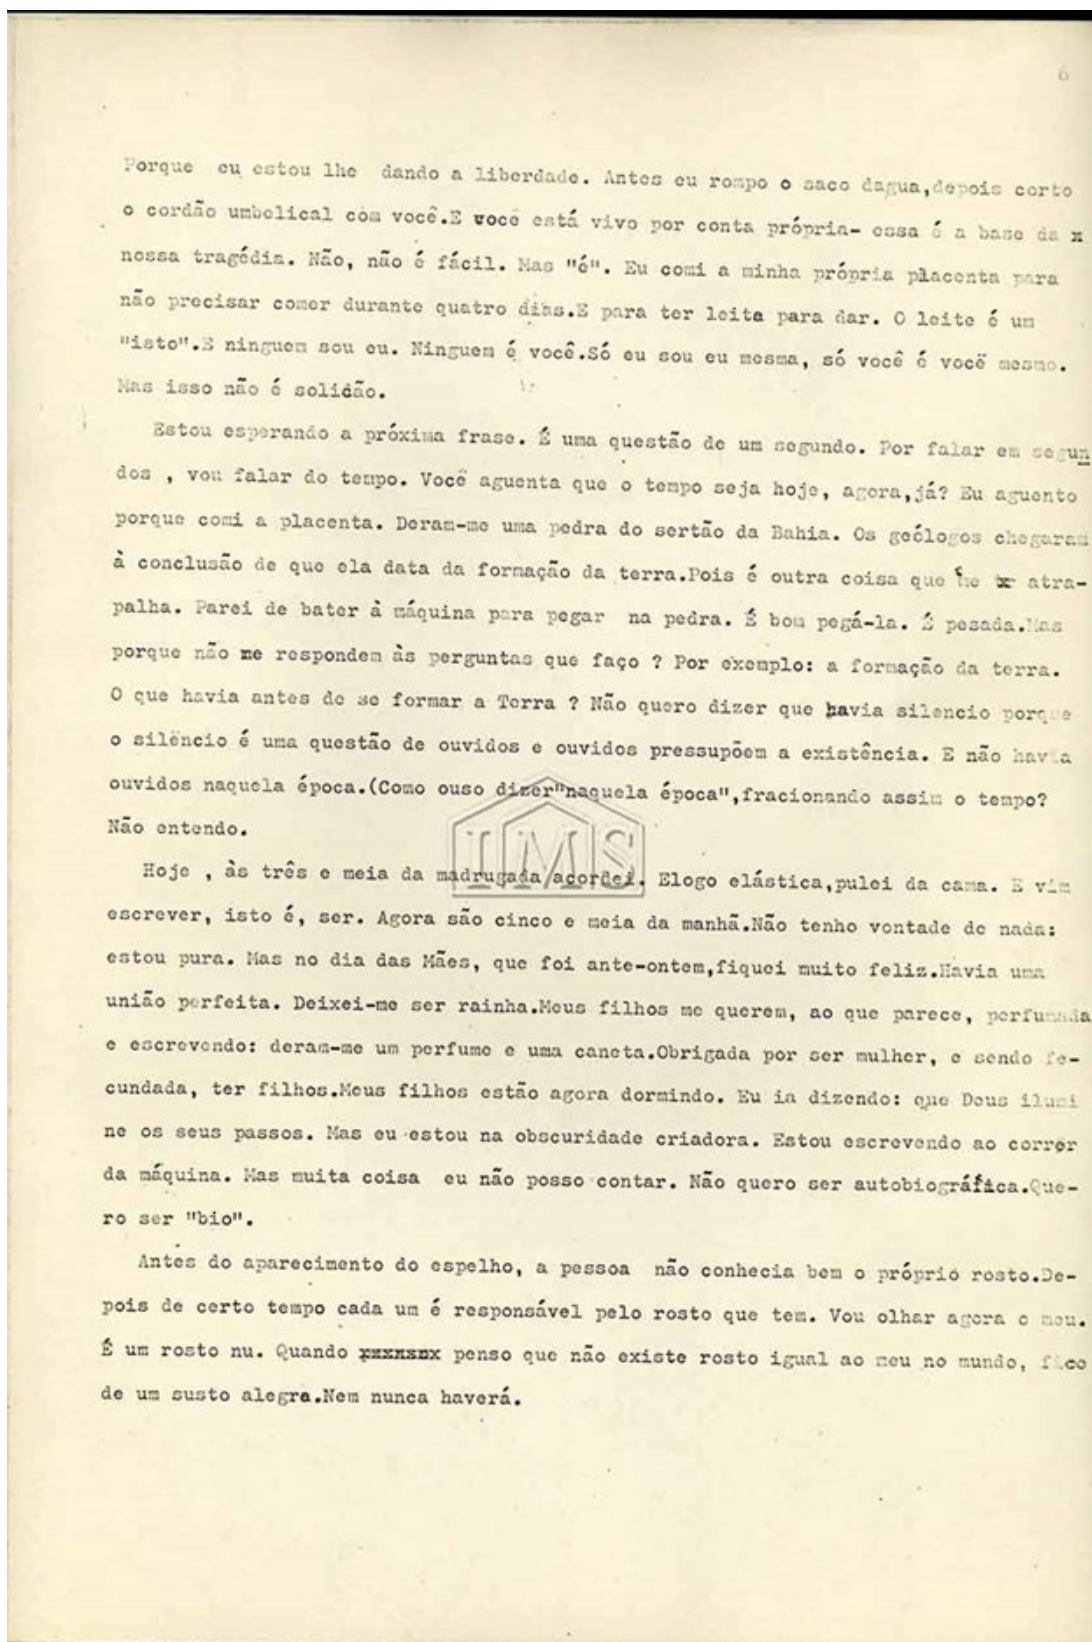 6
Porque eu estou lhe dando a liberdade. Antes eu rompo o saco dagua,depois corto
o cordão umbelical com você.E você está vivo por conta própria- essa é a base da x
nossa tragédia. Não, não é fácil. Mas "é". Eu comi a minha própria placenta para
não precisar comer durante quatro dias.E para ter leite para dar. O leite é um
"isto".E ninguem sou eu. Ninguem é você.Só eu sou eu mesma, só você é você mesmo.
Mas isso não é solidão.
Estou esperando a próxima frase. É uma questão de um segundo. Por falar em segun
dos , vou falar do tempo. Você aguenta que o tempo seja hoje, agora,já? Eu aguento
porque comi a placenta. Deram-me uma pedra do sertão da Bahia. Os geólogos chegaram
à conclusão de que ela data da formação da terra.Pois é outra coisa que me xr atra-
palha. Parei de bater à máquina para pegar na pedra. É bom pegá-la. É pesada.Mas
porque não me respondem às perguntas que faço ? Por exemplo: a formação da terra.
O que havia antes de se formar a Terra ? Não quero dizer que havia silencio porque
o silêncio é uma questão de ouvidos e ouvidos pressupõem a existência. E não havia
ouvidos naquela época.(Como ouso dizer"naquela época",fracionando assim o tempo?
Não entendo.
IMS
Hoje , às três e meia da madrugada acordei. Elogo elástica,pulei da cama. E vim
escrever, isto é, ser. Agora são cinco e meia da manhã.Não tenho vontade de nada:
estou pura. Mas no dia das Mães, que foi ante-ontem,fiquei muito feliz.Havia uma
união perfeita. Deixei-me ser rainha.Meus filhos me querem, ao que parece, perfumada
e escrevendo: deram-me um perfume e uma caneta.Obrigada por ser mulher, e sendo fe-
cundada, ter filhos.Meus filhos estão agora dormindo. Eu ia dizendo: que Deus ilumi
ne os seus passos. Mas eu estou na obscuridade criadora. Estou escrevendo ao correr
da máquina. Mas muita coisa eu não posso contar. Não quero ser autobiográfica.Que-
ro ser "bio".
Antes do aparecimento do espelho, a pessoa não conhecia bem o próprio rosto.De-
pois de certo tempo cada um é responsável pelo rosto que tem. Vou olhar agora o meu.
É um rosto nu. Quando penso que não existe rosto igual ao meu no mundo, fico
de um susto alegre.Nem nunca haverá.